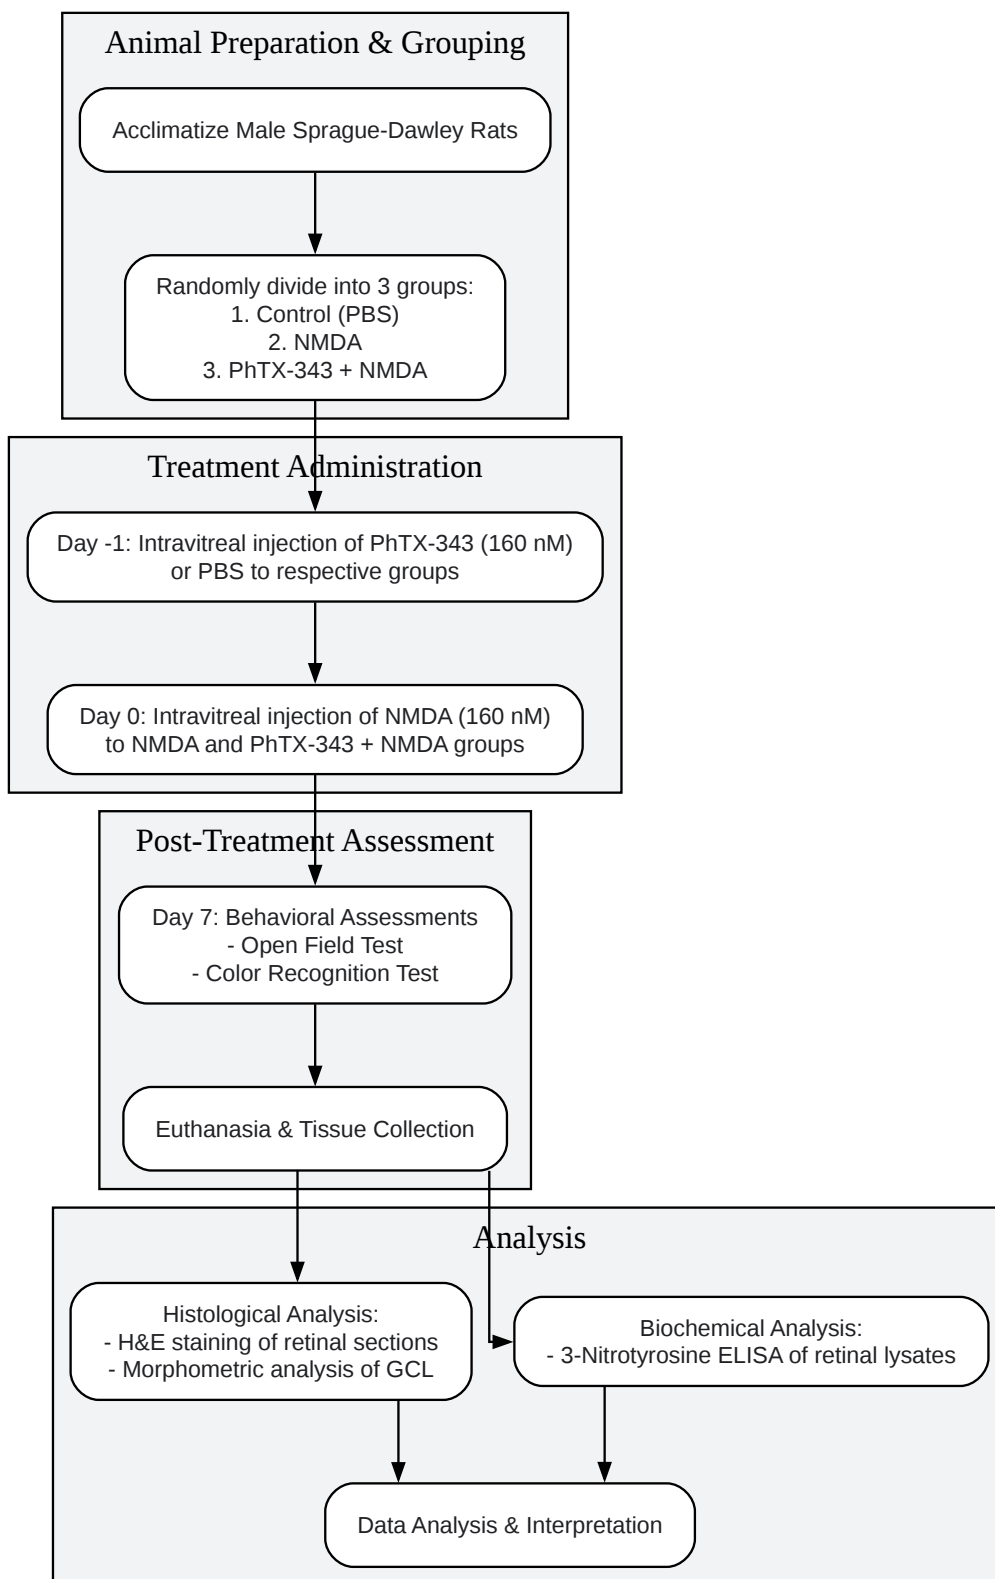 Animal Preparation & Grouping
Acclimatize Male Sprague-Dawley Rats
Randomly divide into 3 groups:
1. Control (PBS)
2. NMDA
3. PhTX-343 + NMDA
Treatment Administration
Day -1: Intravitreal injection of PhTX-343 (160 nM)
or PBS to respective groups
Day 0: Intravitreal injection of NMDA (160 nM)
to NMDA and PhTX-343 + NMDA groups
Post-Treatment Assessment
Day 7: Behavioral Assessments
- Open Field Test
- Color Recognition Test
Euthanasia & Tissue Collection
Analysis
Histological Analysis:
- H&E staining of retinal sections
- Morphometric analysis of GCL
Biochemical Analysis:
- 3-Nitrotyrosine ELISA of retinal lysates
Data Analysis & Interpretation